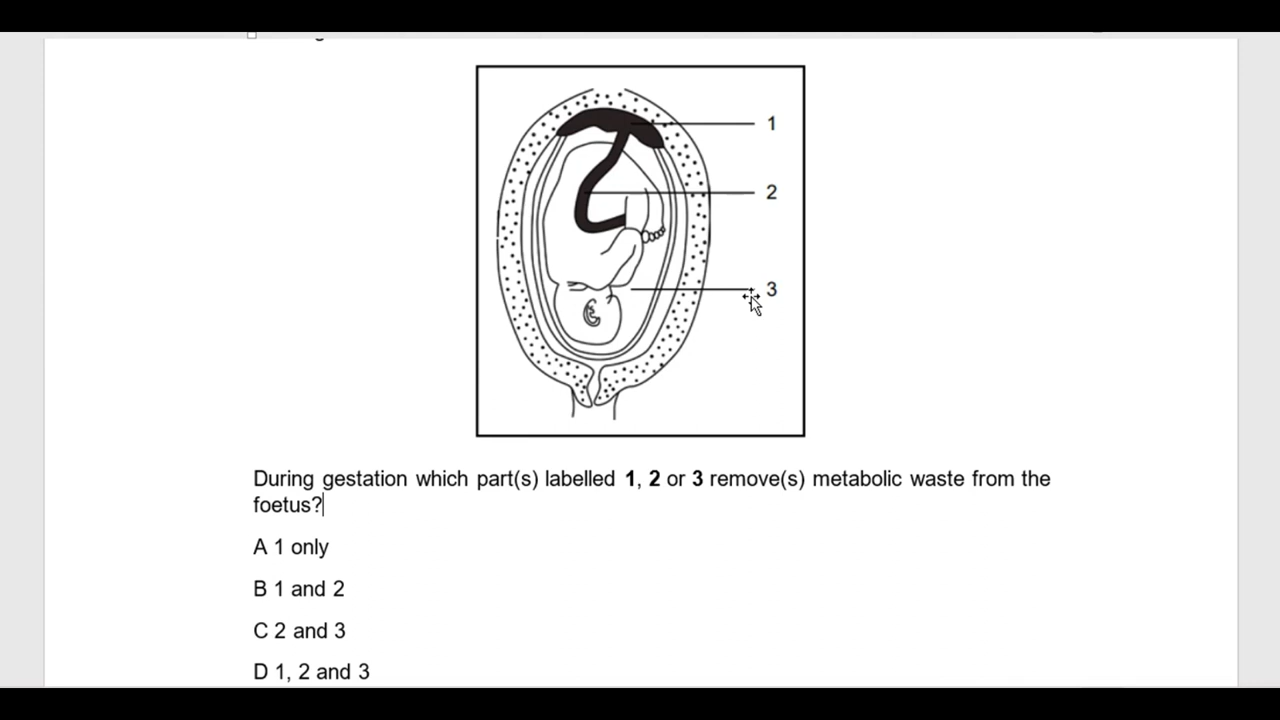 1
2
3
During gestation which part(s) labelled 1, 2 or 3 remove(s) metabolic waste from the
foetus?
A 1 only
B 1 and 2
C 2 and 3
D 1, 2 and 3